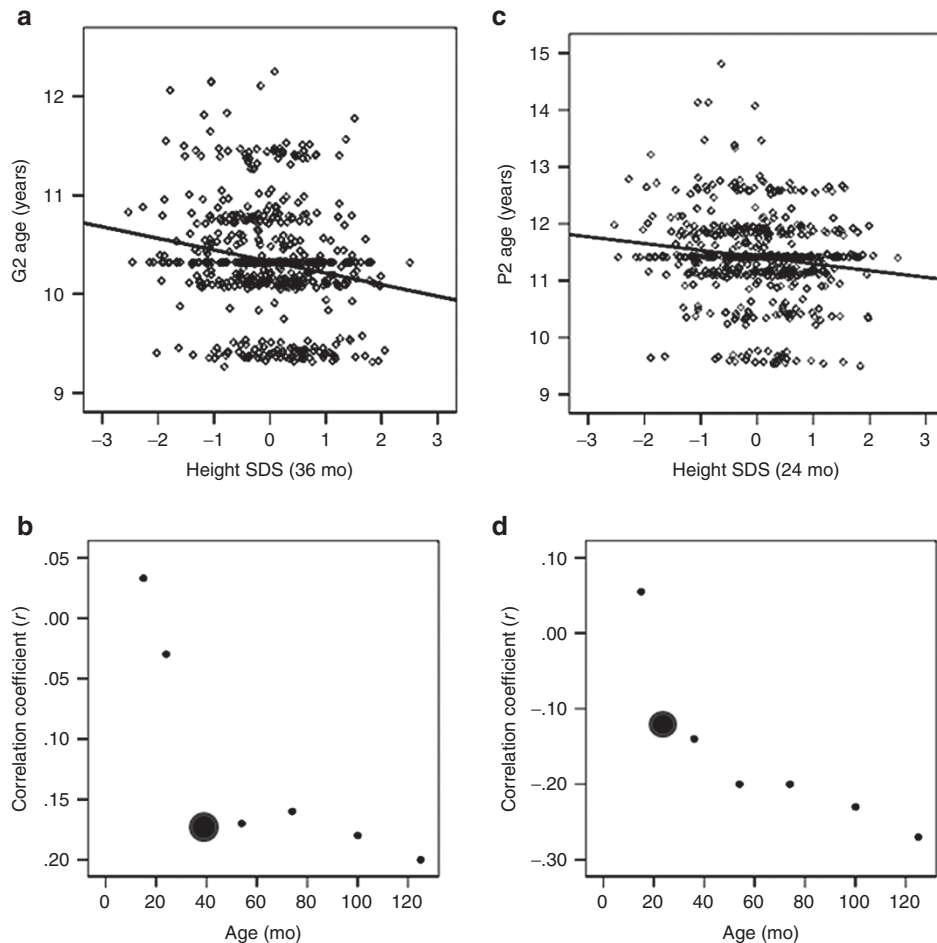 a
12
11
10
9
G2 age (years)
−3 −2 −1 0 1 2 3
Height SDS (36 mo)
c
15
14
13
12
11
10
9
P2 age (years)
−3 −2 −1 0 1 2 3
Height SDS (24 mo)
b
.05
.00
.05
.10
.15
.20
Correlation coefficient (r)
0 20 40 60 80 100 120
Age (mo)
d
.10
.00
−.10
−.20
−.30
Correlation coefficient (r)
0 20 40 60 80 100 120
Age (mo)